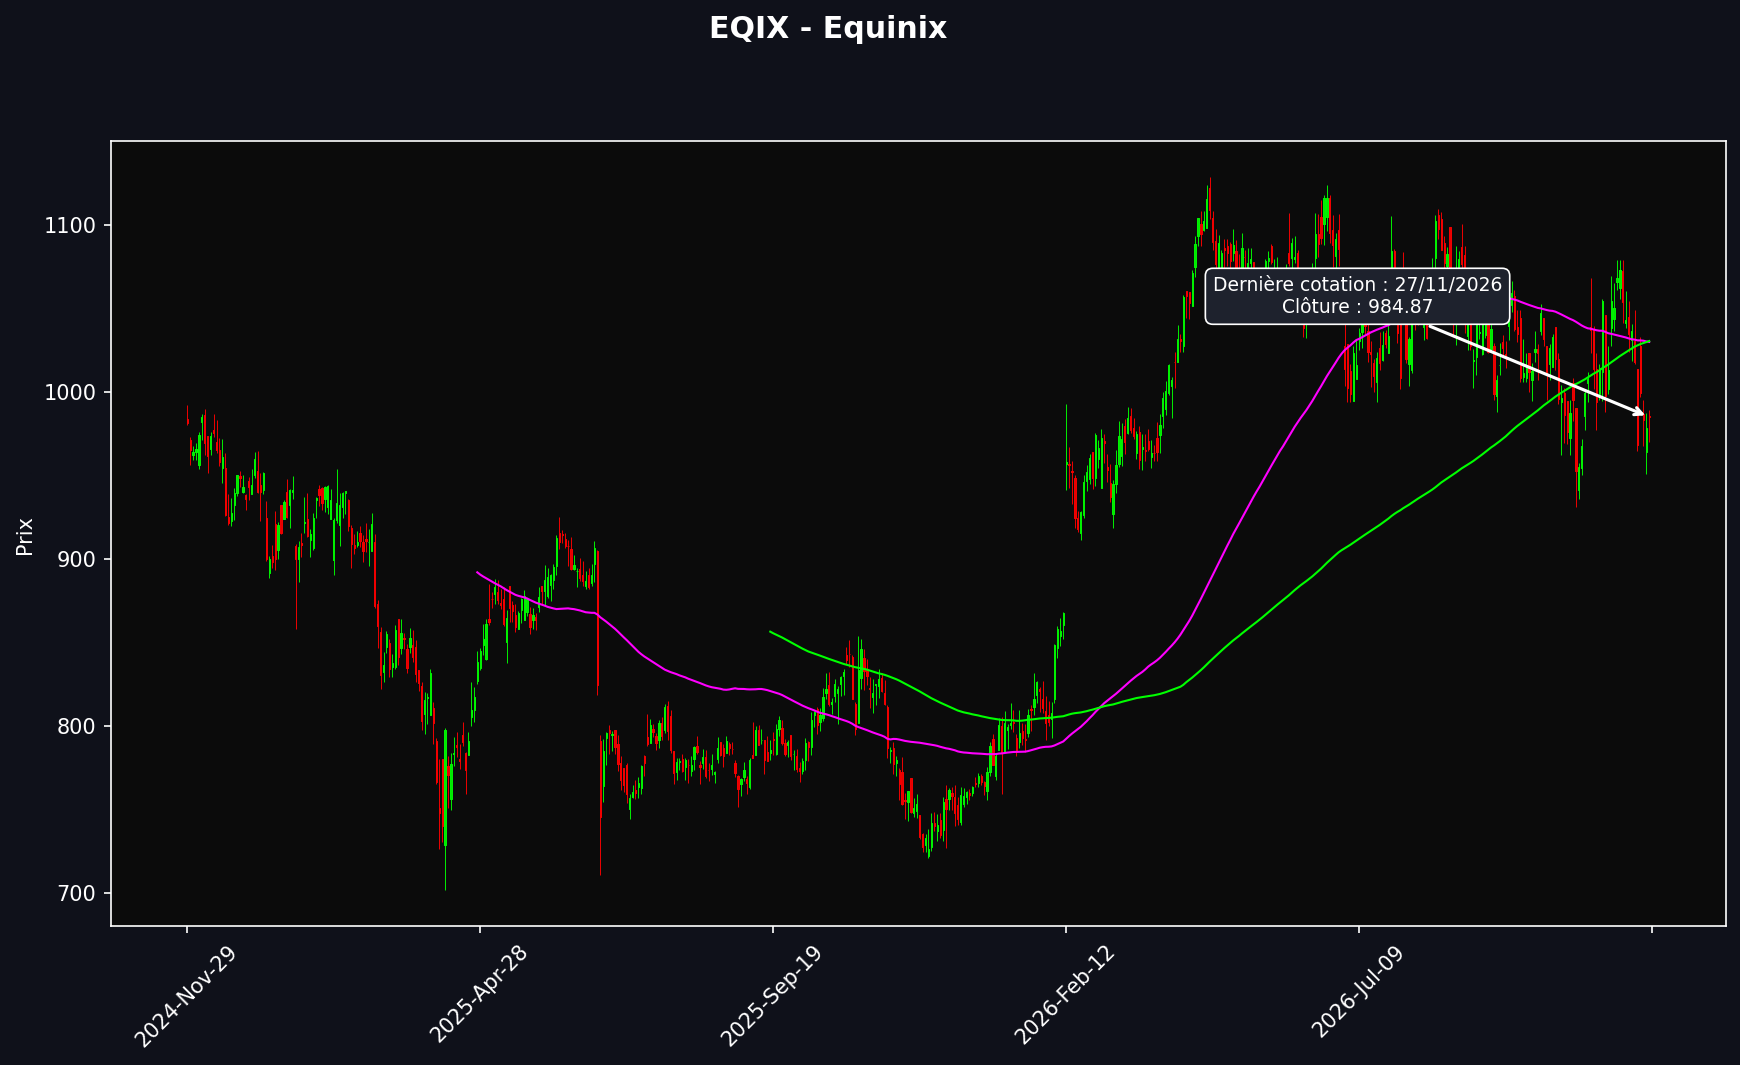 EQIX - Equinix
Prix
1100
1000
900
800
700
Dernière cotation : 27/11/2026
Clôture : 984.87
2024-Nov-29
2025-Apr-28
2025-Sep-19
2026-Feb-12
2026-Jul-09